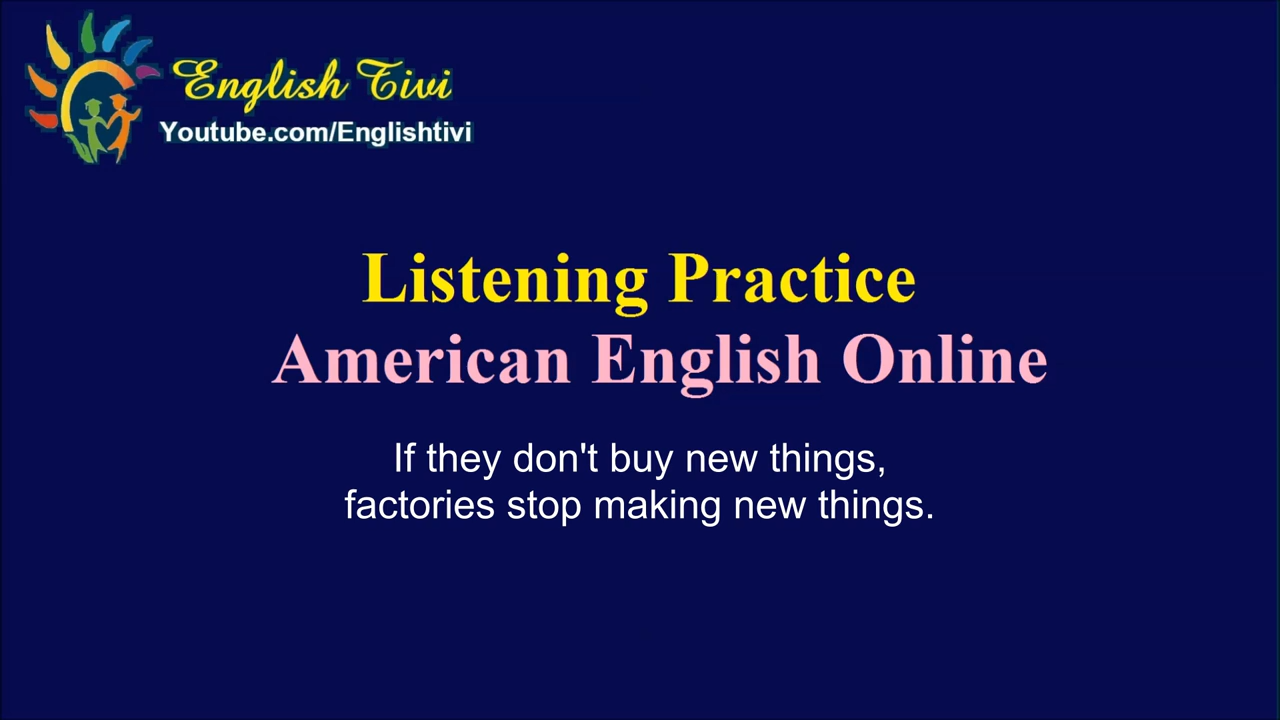 English Tivi
Youtube.com/Englishtivi
Listening Practice
American English Online
If they don't buy new things,
factories stop making new things.